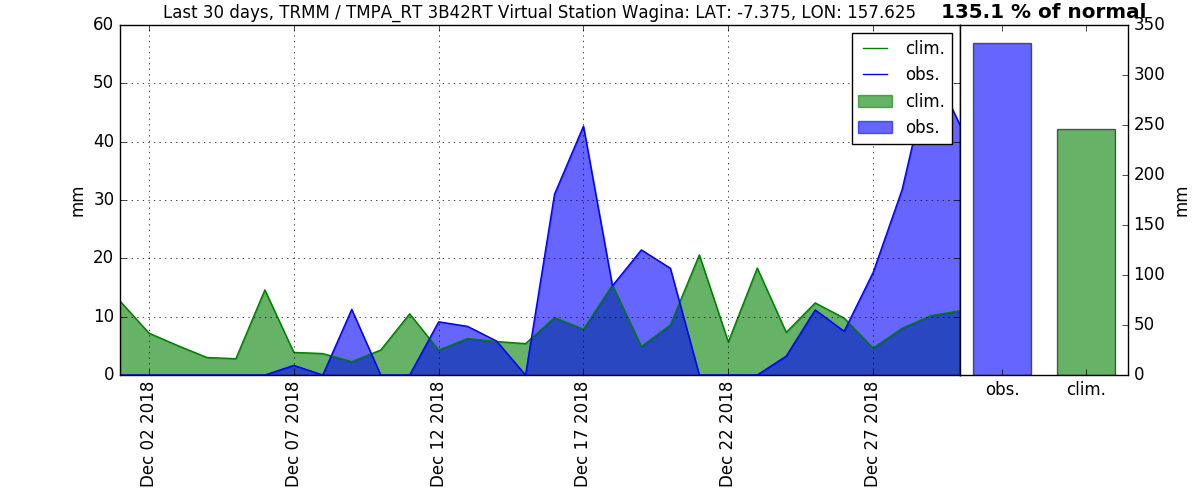 Last 30 days, TRMM / TMPA_RT 3B42RT Virtual Station Wagina: LAT: -7.375, LON: 157.625
135.1 % of normal
60
50
40
30
20
10
0
mm
clim.
obs.
clim.
obs.
350
300
250
200
150
100
50
0
mm
obs.
clim.
Dec 02 2018
Dec 07 2018
Dec 12 2018
Dec 17 2018
Dec 22 2018
Dec 27 2018